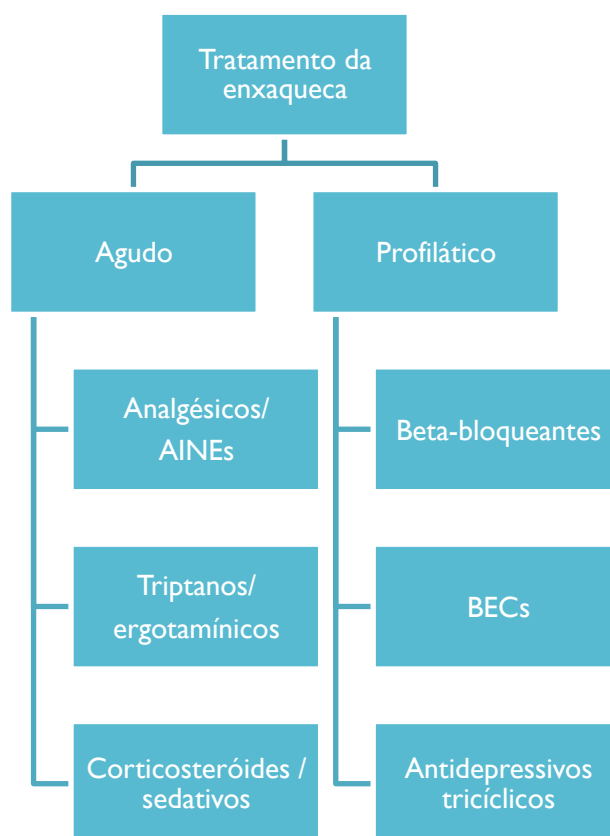 Tratamento da
enxaqueca
Agudo
Profilático
Analgésicos/
AINEs
Beta-bloqueantes
Triptanos/
ergotamínicos
BECs
Corticosteróides /
sedativos
Antidepressivos
tricíclicos